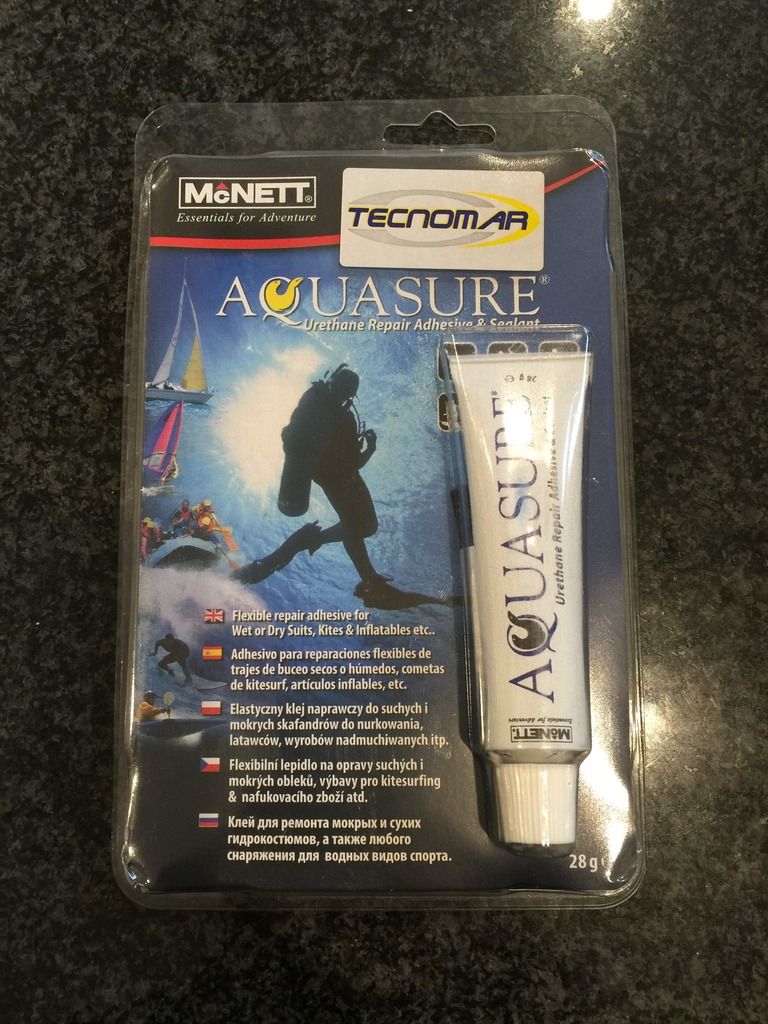 McNETT®
Essentials for Adventure
TECNOMAR
AQUASURE®
Urethane Repair Adhesive & Sealant
Flexible repair adhesive for
Wet or Dry Suits, Kites & Inflatables etc..
Adhesivo para reparaciones flexibles de
trajes de buceo secos o húmedos, cometas
de kitesurf, artículos inflables, etc.
Elastyczny klej naprawczy do suchych i
mokrych skafandrów do nurkowania,
latawców, wyrobów nadmuchiwanych itp.
Flexibilní lepidlo na opravy suchých i
mokrých obleků, výbavy pro kitesurfing
& nafukovacího zboží atd.
Клей для ремонта мокрых и сухих
гидрокостюмов, а также любого
снаряжения для водных видов спорта.
28 g
28 g ℮
AQUASURE®
Urethane Repair Adhesive &
McNETT
Essentials for Adventure